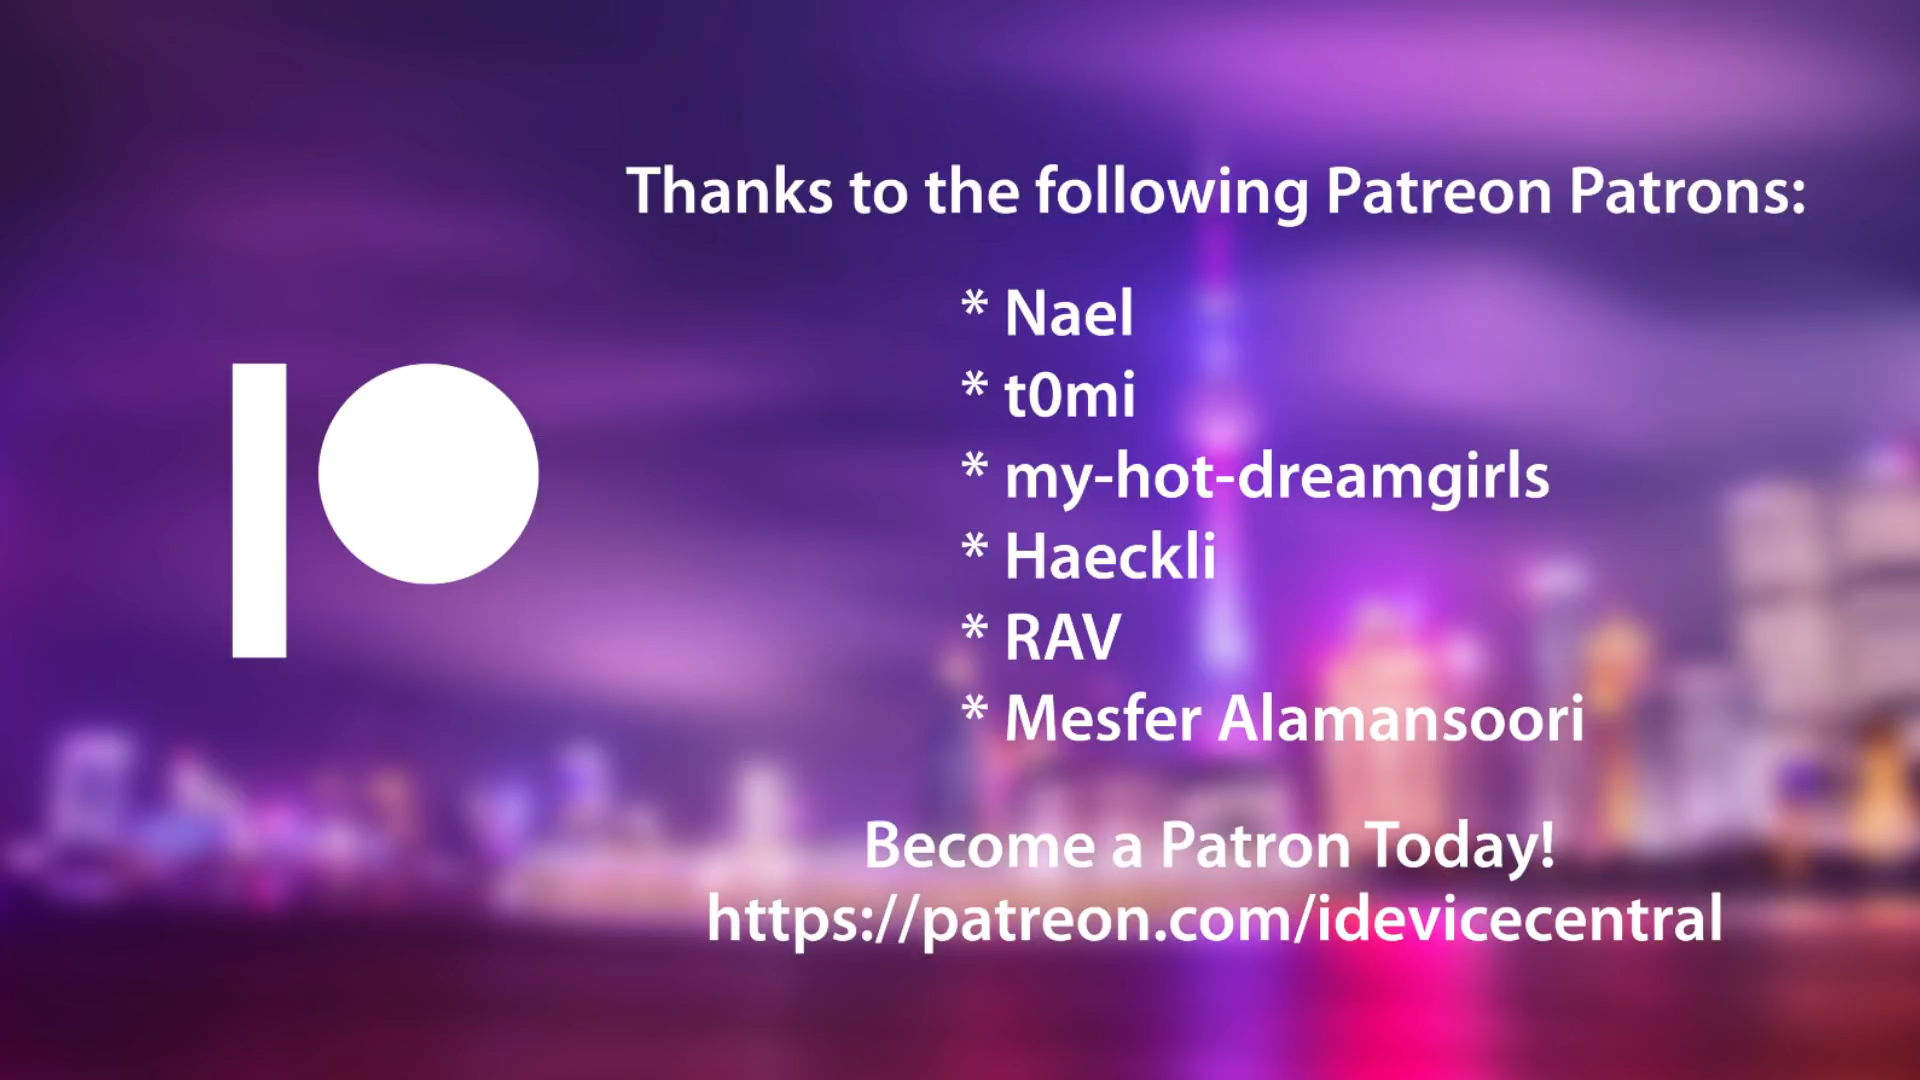 Thanks to the following Patreon Patrons:
* Nael
* t0mi
* my-hot-dreamgirls
* Haeckli
* RAV
* Mesfer Alamansoori
Become a Patron Today!
https://patreon.com/idevicecentral